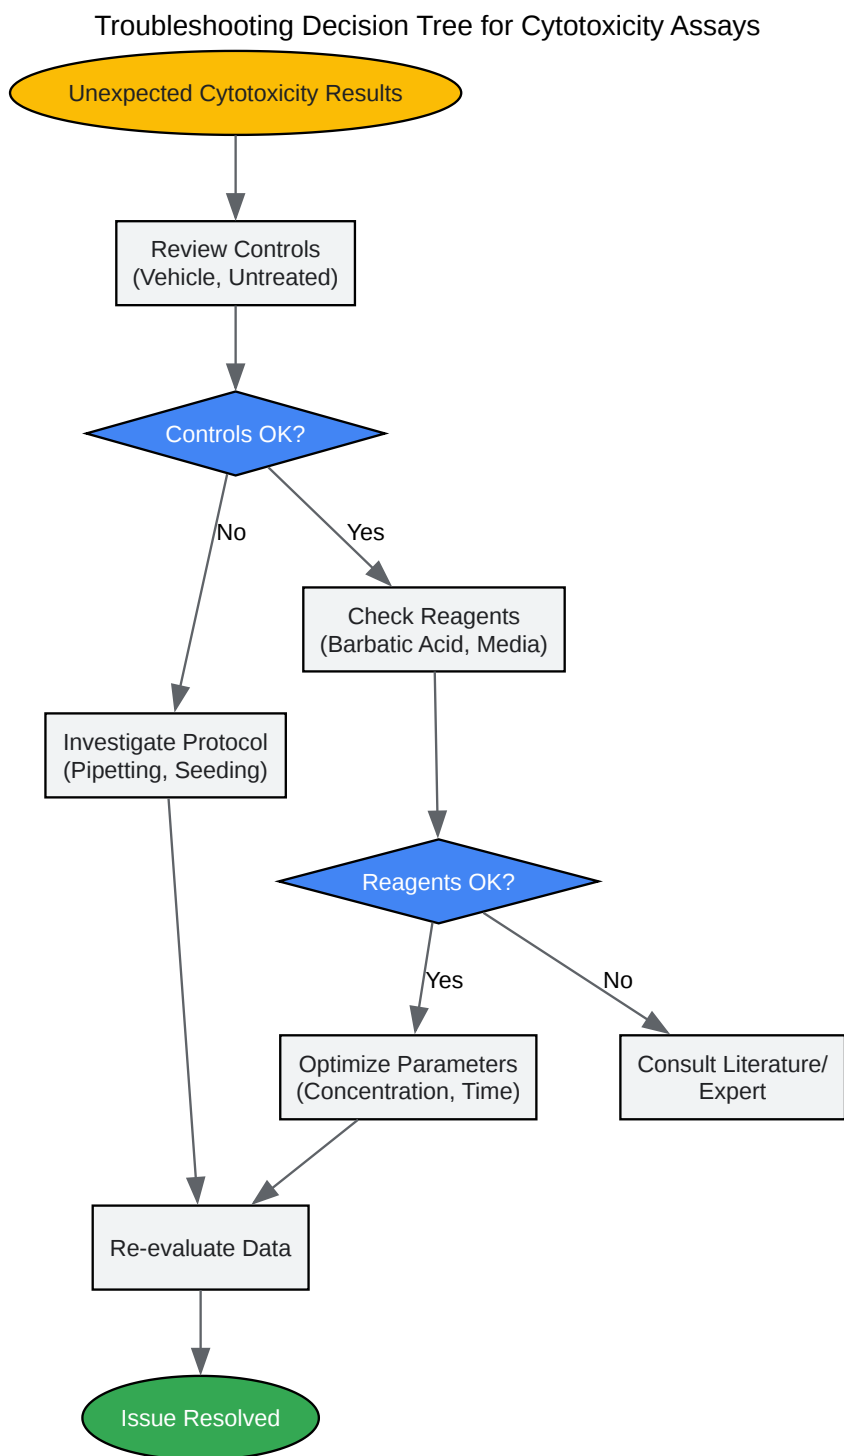 Troubleshooting Decision Tree for Cytotoxicity Assays
Unexpected Cytotoxicity Results
Review Controls
(Vehicle, Untreated)
Controls OK?
No
Yes
Check Reagents
(Barbatic Acid, Media)
Investigate Protocol
(Pipetting, Seeding)
Reagents OK?
Yes
No
Optimize Parameters
(Concentration, Time)
Consult Literature/
Expert
Re-evaluate Data
Issue Resolved